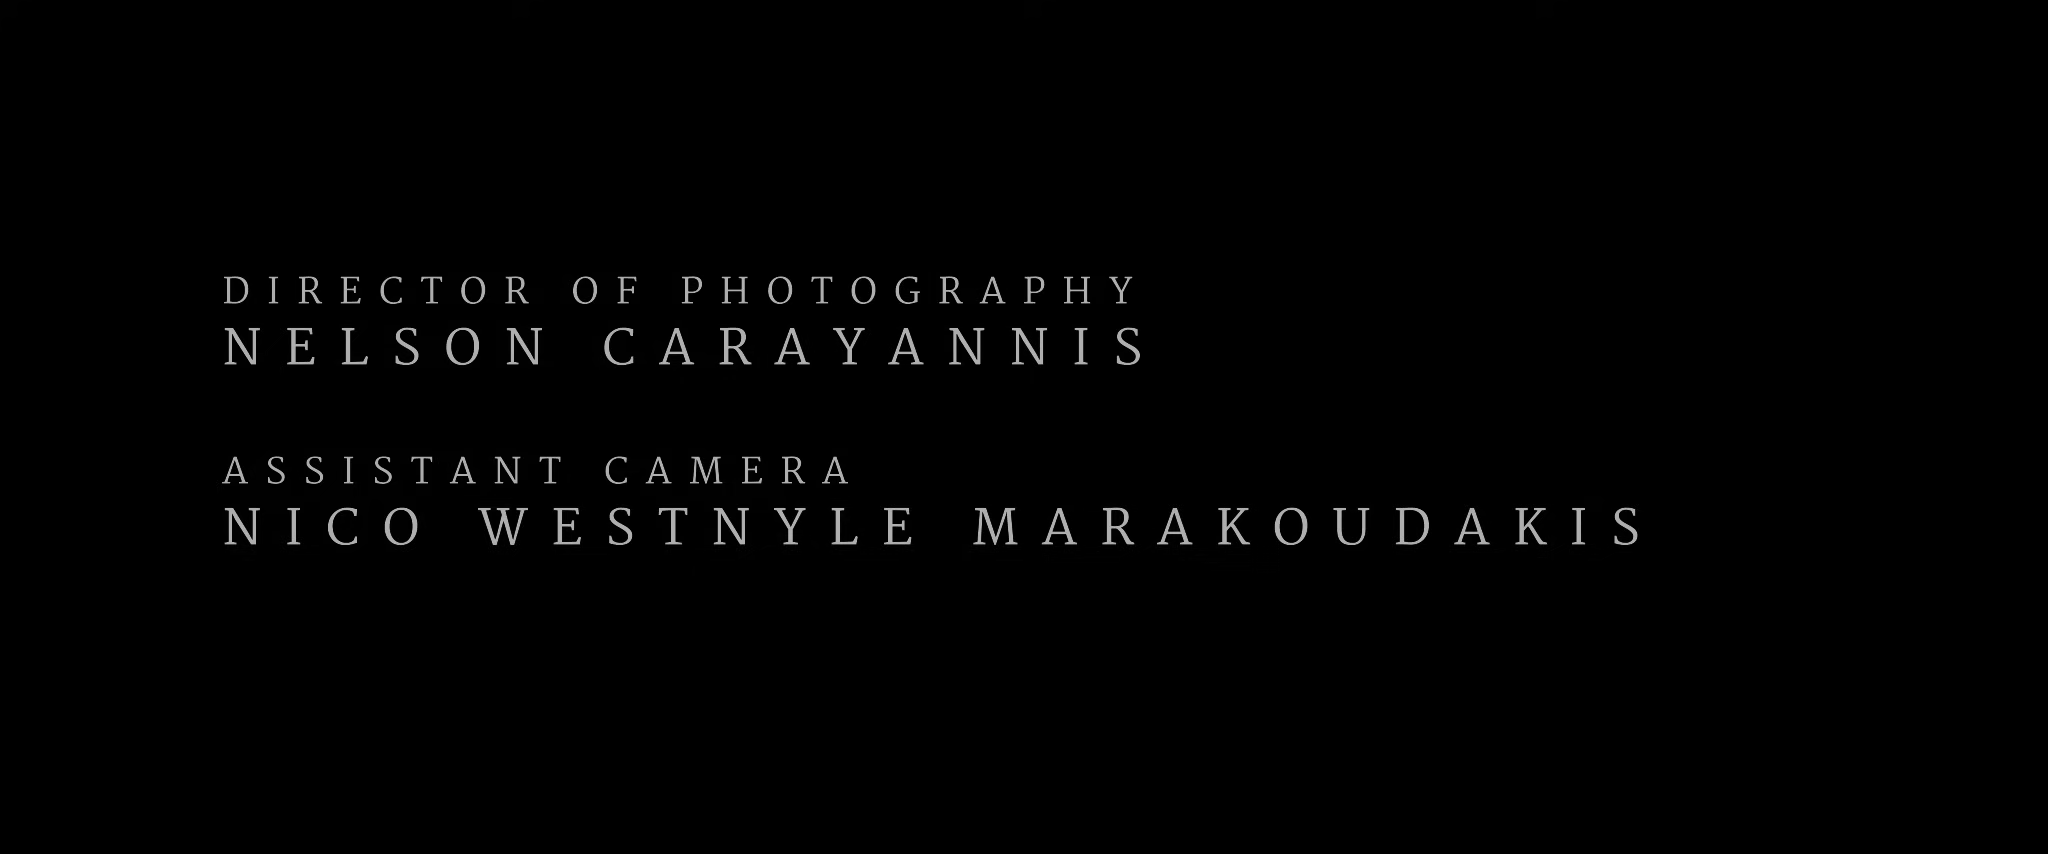 DIRECTOR OF PHOTOGRAPHY
NELSON CARAYANNIS
ASSISTANT CAMERA
NICO WESTNYLE MARAKOUDAKIS